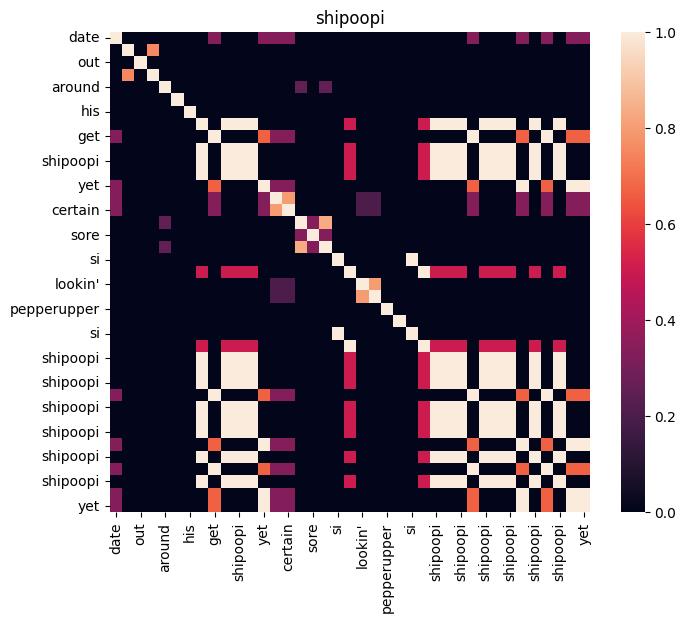 shipoopi
date
out
around
his
get
shipoopi
yet
certain
sore
si
lookin'
pepperupper
si
shipoopi
shipoopi
shipoopi
shipoopi
shipoopi
shipoopi
yet
date
out
around
his
get
shipoopi
yet
certain
sore
si
lookin'
pepperupper
si
shipoopi
shipoopi
shipoopi
shipoopi
shipoopi
shipoopi
yet
1.0
0.8
0.6
0.4
0.2
0.0